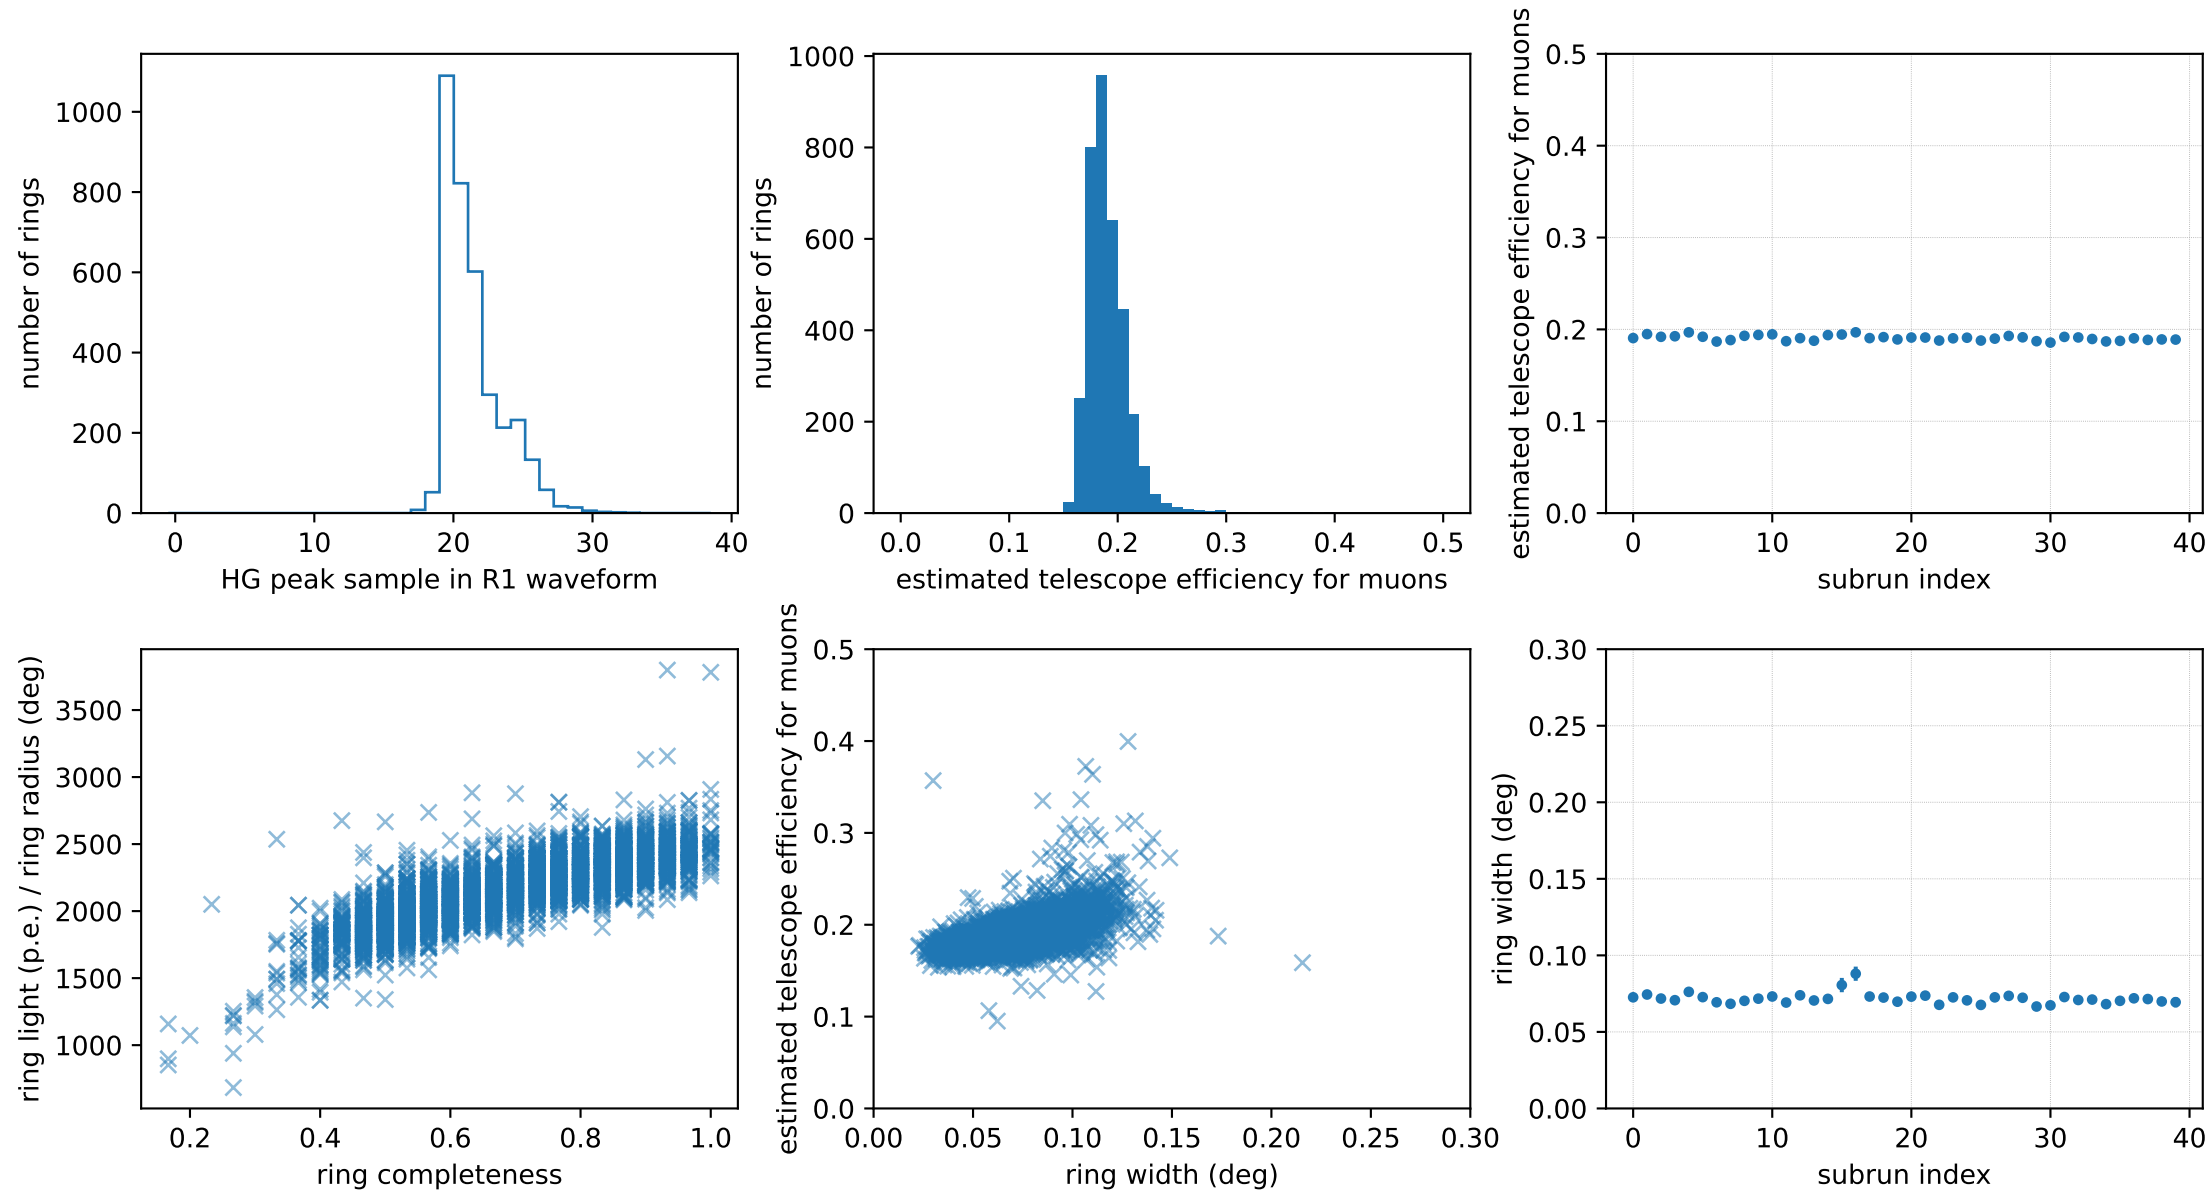 number of rings
1000
800
600
400
200
0
0 10 20 30 40
HG peak sample in R1 waveform
number of rings
1000
800
600
400
200
0
0.0 0.1 0.2 0.3 0.4 0.5
estimated telescope efficiency for muons
estimated telescope efficiency for muons
0.5
0.4
0.3
0.2
0.1
0.0
0 10 20 30 40
subrun index
ring light (p.e.) / ring radius (deg)
3500
3000
2500
2000
1500
1000
0.2 0.4 0.6 0.8 1.0
ring completeness
estimated telescope efficiency for muons
0.5
0.4
0.3
0.2
0.1
0.0
0.00 0.05 0.10 0.15 0.20 0.25 0.30
ring width (deg)
ring width (deg)
0.30
0.25
0.20
0.15
0.10
0.05
0.00
0 10 20 30 40
subrun index